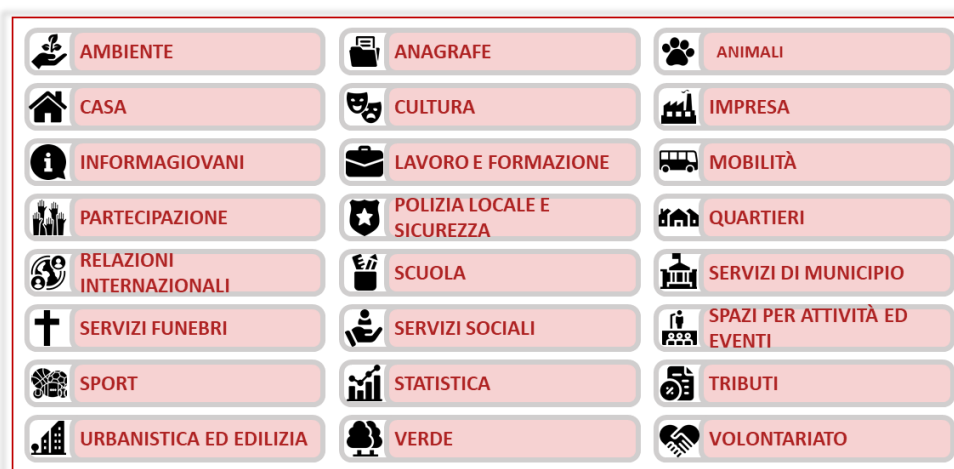 AMBIENTE
ANAGRAFE
ANIMALI
CASA
CULTURA
IMPRESA
INFORMAGIOVANI
LAVORO E FORMAZIONE
MOBILITÀ
PARTECIPAZIONE
POLIZIA LOCALE E
SICUREZZA
QUARTIERI
RELAZIONI
INTERNAZIONALI
SCUOLA
SERVIZI DI MUNICIPIO
SERVIZI FUNEBRI
SERVIZI SOCIALI
SPAZI PER ATTIVITÀ ED
EVENTI
SPORT
STATISTICA
TRIBUTI
URBANISTICA ED EDILIZIA
VERDE
VOLONTARIATO